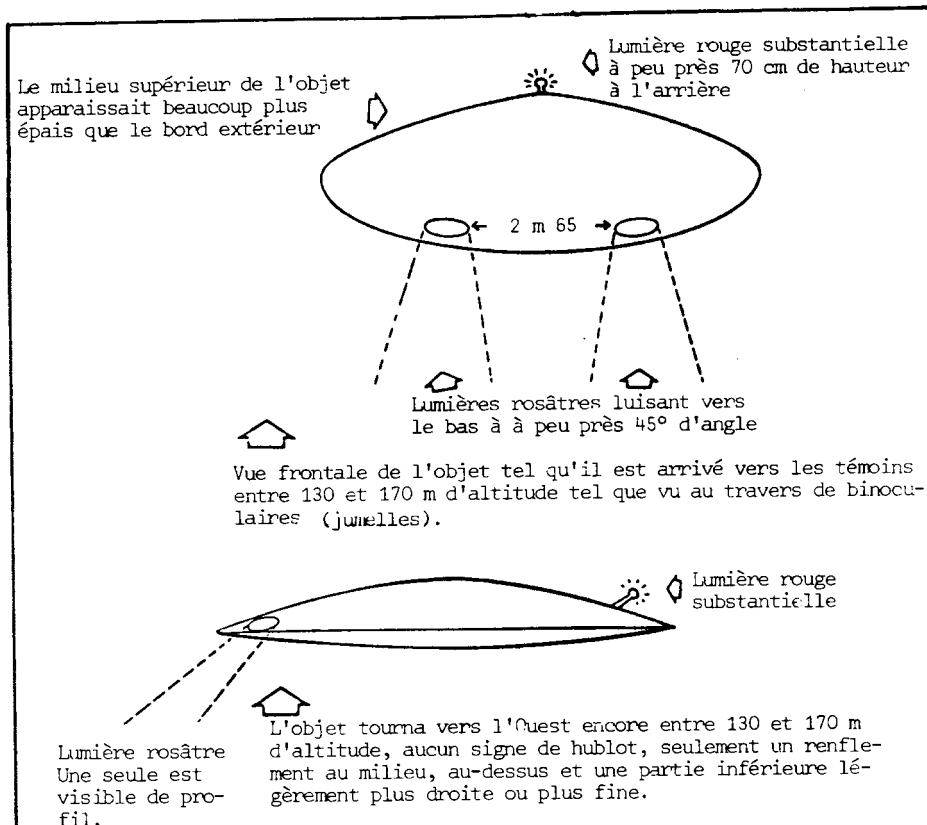 Lumière rouge substantielle
à peu près 70 cm de hauteur
à l'arrière
Le milieu supérieur de l'objet
apparaissait beaucoup plus
épais que le bord extérieur
2 m 65
Lumières rosâtres luisant vers
le bas à à peu près 45° d'angle
Vue frontale de l'objet tel qu'il est arrivé vers les témoins
entre 130 et 170 m d'altitude tel que vu au travers de binocu-
laires (jumelles).
Lumière rouge
substantielle
L'objet tourna vers l'Ouest encore entre 130 et 170 m
d'altitude, aucun signe de hublot, seulement un renfle-
ment au milieu, au-dessus et une partie inférieure lé-
gèrement plus droite ou plus fine.
Lumière rosâtre
Une seule est
visible de pro-
fil.